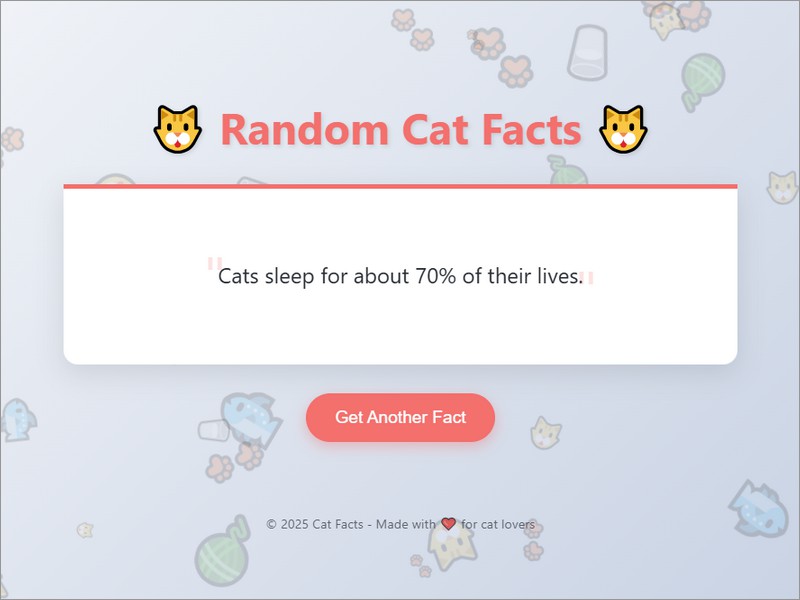 Random Cat Facts
"Cats sleep for about 70% of their lives."
Get Another Fact
© 2025 Cat Facts - Made with ❤️ for cat lovers